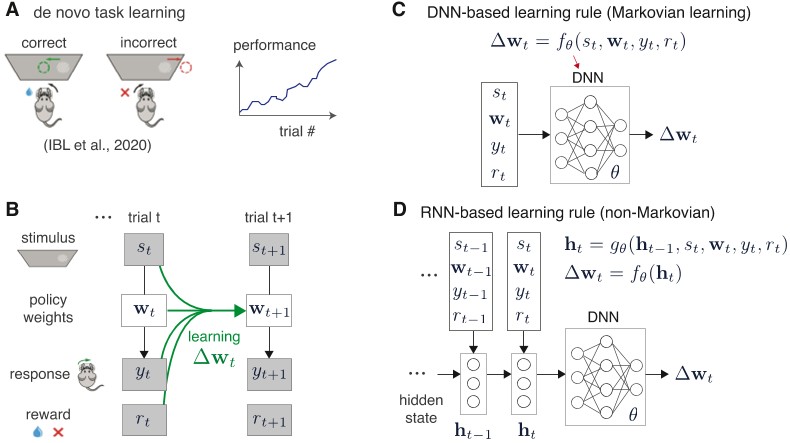 A de novo task learning
correct incorrect
performance
trial #
(IBL et al., 2020)
B
... trial t trial t+1
stimulus
s_t s_{t+1}
policy
weights
w_t w_{t+1}
learning
Δw_t
response
y_t y_{t+1}
reward
r_t r_{t+1}
C DNN-based learning rule (Markovian learning)
Δw_t = f_θ(s_t, w_t, y_t, r_t)
DNN
s_t
w_t
y_t
r_t
θ
Δw_t
D RNN-based learning rule (non-Markovian)
h_t = g_θ(h_{t−1}, s_t, w_t, y_t, r_t)
Δw_t = f_θ(h_t)
...
s_{t−1} s_t
w_{t−1} w_t
y_{t−1} y_t
r_{t−1} r_t
DNN
...
hidden
state
h_{t−1} h_t
θ
Δw_t